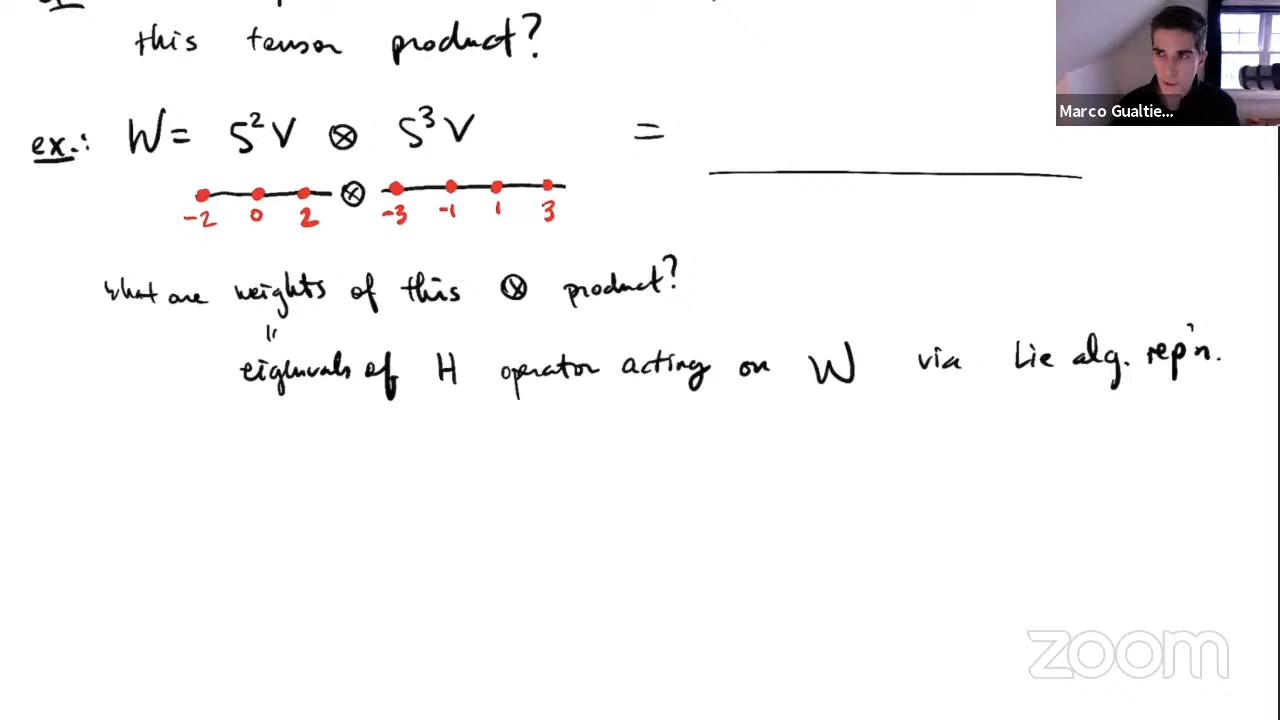 this tensor product?
ex.: W = S²V ⊗ S³V =
-2 0 2 ⊗ -3 -1 1 3
What are weights of this ⊗ product?
"
eigenvals of H operator acting on W via Lie alg. rep'n.
Marco Gualtie...
zoom